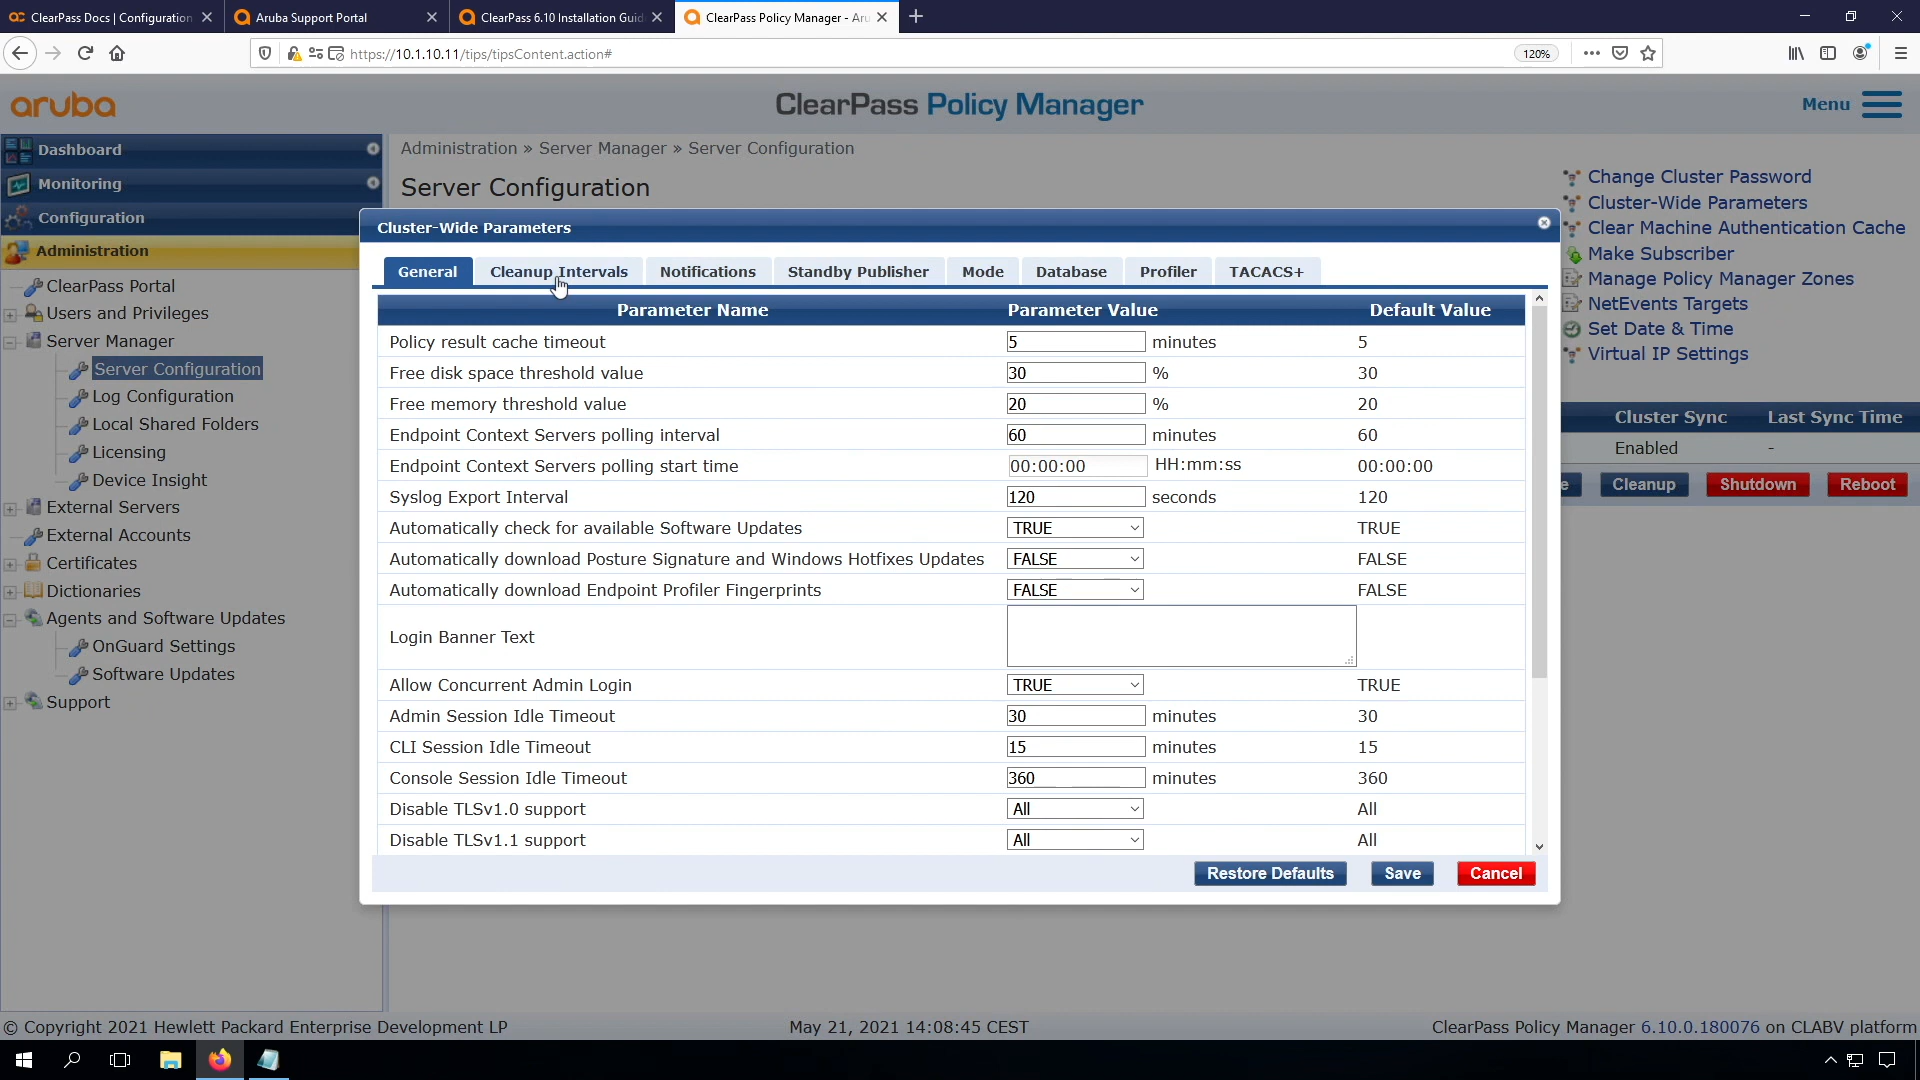 ClearPass Docs | Configuration
Aruba Support Portal
ClearPass 6.10 Installation Guid
ClearPass Policy Manager - Aru
https://10.1.10.11/tips/tipsContent.action#
120%
aruba
ClearPass Policy Manager
Menu
Dashboard
Monitoring
Configuration
Administration
ClearPass Portal
Users and Privileges
Server Manager
Server Configuration
Log Configuration
Local Shared Folders
Licensing
Device Insight
External Servers
External Accounts
Certificates
Dictionaries
Agents and Software Updates
OnGuard Settings
Software Updates
Support
Administration » Server Manager » Server Configuration
Server Configuration
Change Cluster Password
Cluster-Wide Parameters
Clear Machine Authentication Cache
Make Subscriber
Manage Policy Manager Zones
NetEvents Targets
Set Date & Time
Virtual IP Settings
Cluster Sync Last Sync Time
Enabled -
e Cleanup Shutdown Reboot
Cluster-Wide Parameters
General Cleanup Intervals Notifications Standby Publisher Mode Database Profiler TACACS+
Parameter Name Parameter Value Default Value
Policy result cache timeout 5 minutes 5
Free disk space threshold value 30 % 30
Free memory threshold value 20 % 20
Endpoint Context Servers polling interval 60 minutes 60
Endpoint Context Servers polling start time 00:00:00 HH:mm:ss 00:00:00
Syslog Export Interval 120 seconds 120
Automatically check for available Software Updates TRUE TRUE
Automatically download Posture Signature and Windows Hotfixes Updates FALSE FALSE
Automatically download Endpoint Profiler Fingerprints FALSE FALSE
Login Banner Text
Allow Concurrent Admin Login TRUE TRUE
Admin Session Idle Timeout 30 minutes 30
CLI Session Idle Timeout 15 minutes 15
Console Session Idle Timeout 360 minutes 360
Disable TLSv1.0 support All All
Disable TLSv1.1 support All All
Restore Defaults Save Cancel
© Copyright 2021 Hewlett Packard Enterprise Development LP
May 21, 2021 14:08:45 CEST
ClearPass Policy Manager 6.10.0.180076 on CLABV platform